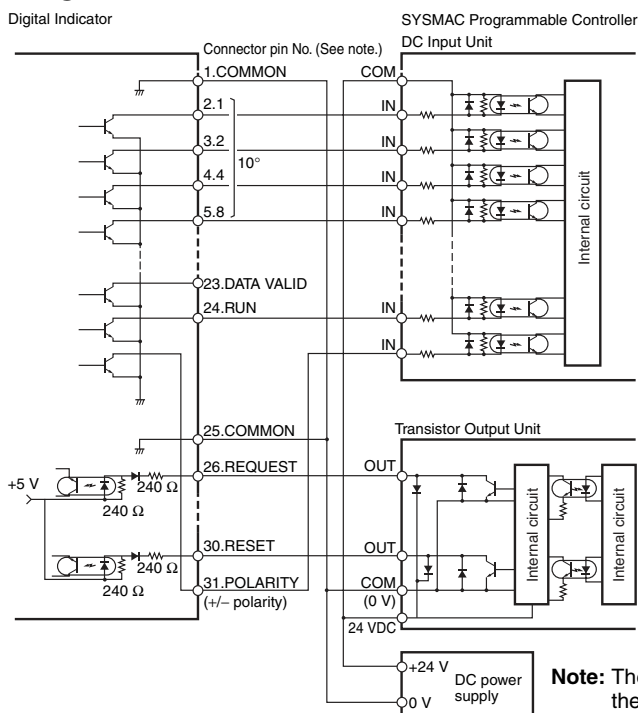 Digital Indicator
SYSMAC Programmable Controller
Connector pin No. (See note.)
DC Input Unit
1.COMMON
COM
2.1
IN
3.2
IN
10°
4.4
IN
5.8
IN
Internal circuit
23.DATA VALID
24.RUN
IN
IN
25.COMMON
Transistor Output Unit
26.REQUEST
OUT
+5 V
240 Ω
240 Ω
Internal circuit
Internal circuit
30.RESET
OUT
240 Ω
240 Ω
31.POLARITY
(+/– polarity)
COM
(0 V)
24 VDC
+24 V
DC power
supply
0 V
Note: The
the